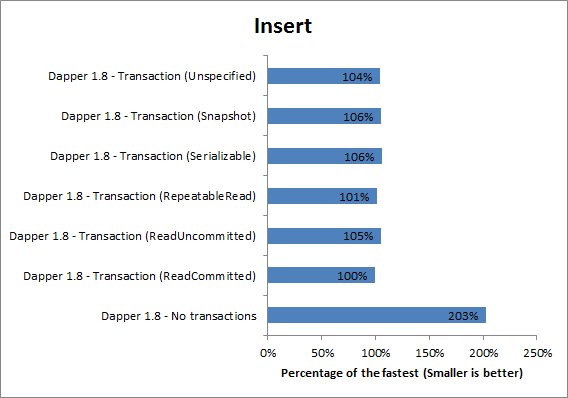 Insert
Dapper 1.8 - Transaction (Unspecified)
104%
Dapper 1.8 - Transaction (Snapshot)
106%
Dapper 1.8 - Transaction (Serializable)
106%
Dapper 1.8 - Transaction (RepeatableRead)
101%
Dapper 1.8 - Transaction (ReadUncommitted)
105%
Dapper 1.8 - Transaction (ReadCommitted)
100%
Dapper 1.8 - No transactions
203%
0% 50% 100% 150% 200% 250%
Percentage of the fastest (Smaller is better)